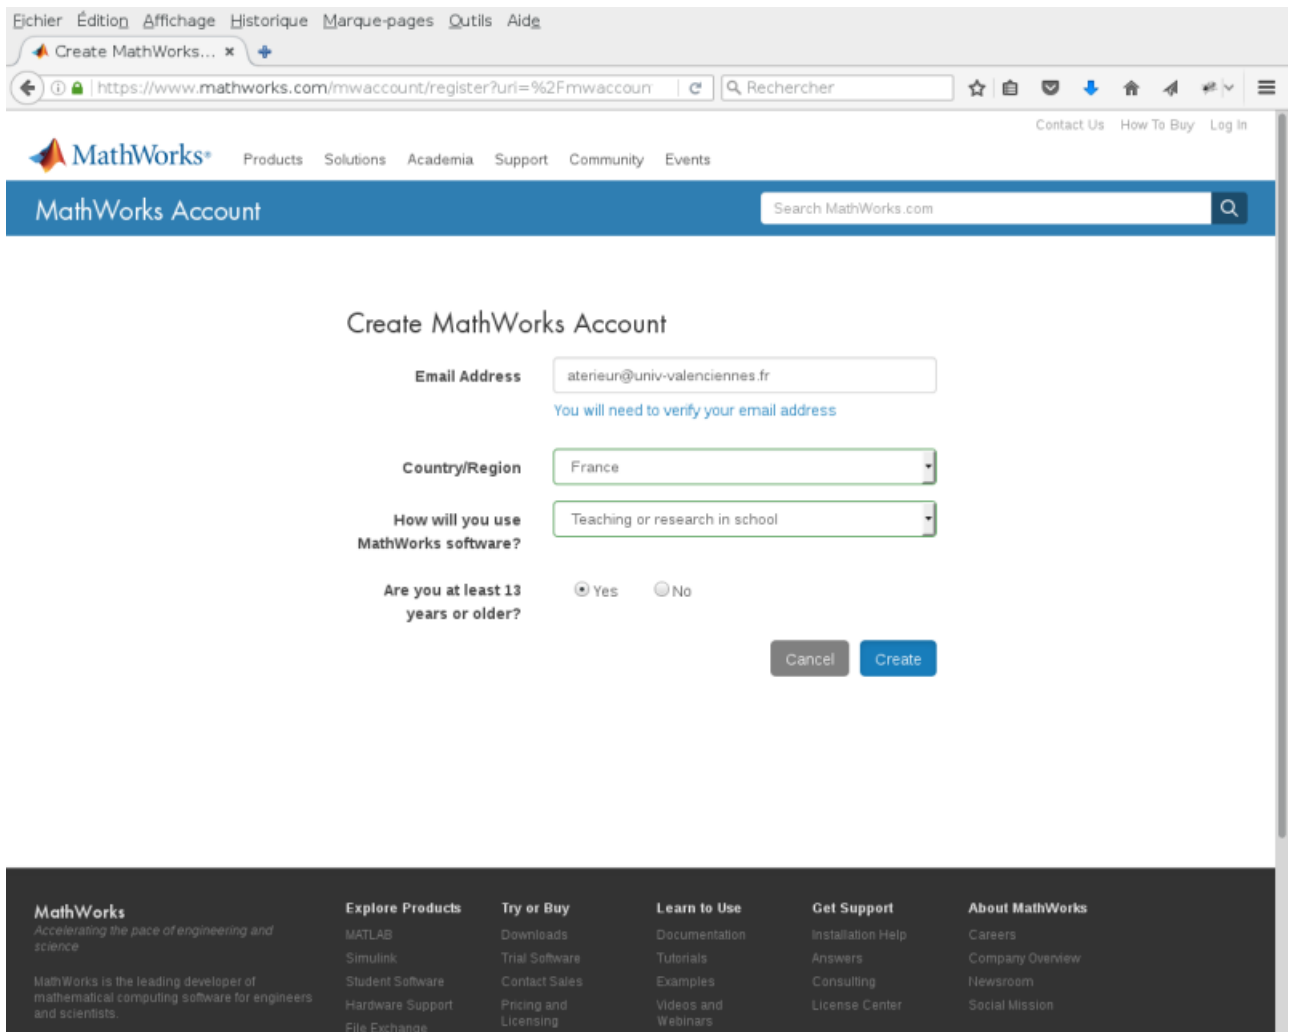 Fichier Édition Affichage Historique Marque-pages Outils Aide
Create MathWorks...
https://www.mathworks.com/mwaccount/register?uri=%2Fmwaccoun
Rechercher
Contact Us How To Buy Log In
MathWorks® Products Solutions Academia Support Community Events
MathWorks Account
Search MathWorks.com
Create MathWorks Account
Email Address aterieur@univ-valenciennes.fr
You will need to verify your email address
Country/Region France
How will you use Teaching or research in school
MathWorks software?
Are you at least 13 Yes No
years or older?
Cancel Create
MathWorks
Accelerating the pace of engineering and
science
MathWorks is the leading developer of
mathematical computing software for engineers
and scientists.
Explore Products
MATLAB
Simulink
Student Software
Hardware Support
File Exchange
Try or Buy
Downloads
Trial Software
Contact Sales
Pricing and
Licensing
Learn to Use
Documentation
Tutorials
Examples
Videos and
Webinars
Get Support
Installation Help
Answers
Consulting
License Center
About MathWorks
Careers
Company Overview
Newsroom
Social Mission